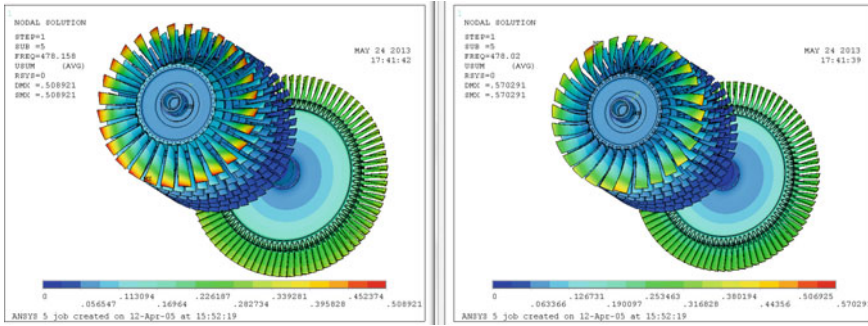 1
NODAL SOLUTION
STEP=1
SUB =5
FREQ=478.158
USUM (AVG)
RSYS=0
DMX =.508921
SMX =.508921
MAY 24 2013
17:41:42
0 .113094 .226187 .339281 .452374
.056547 .16964 .282734 .395828 .508921
ANSYS 5 job created on 12-Apr-05 at 15:52:19
1
NODAL SOLUTION
STEP=1
SUB =5
FREQ=478.02
USUM (AVG)
RSYS=0
DMX =.570291
SMX =.570291
MAY 24 2013
17:41:39
0 .126731 .253463 .380194 .506925
.063366 .190097 .316828 .44356 .57029
ANSYS 5 job created on 12-Apr-05 at 15:52:19